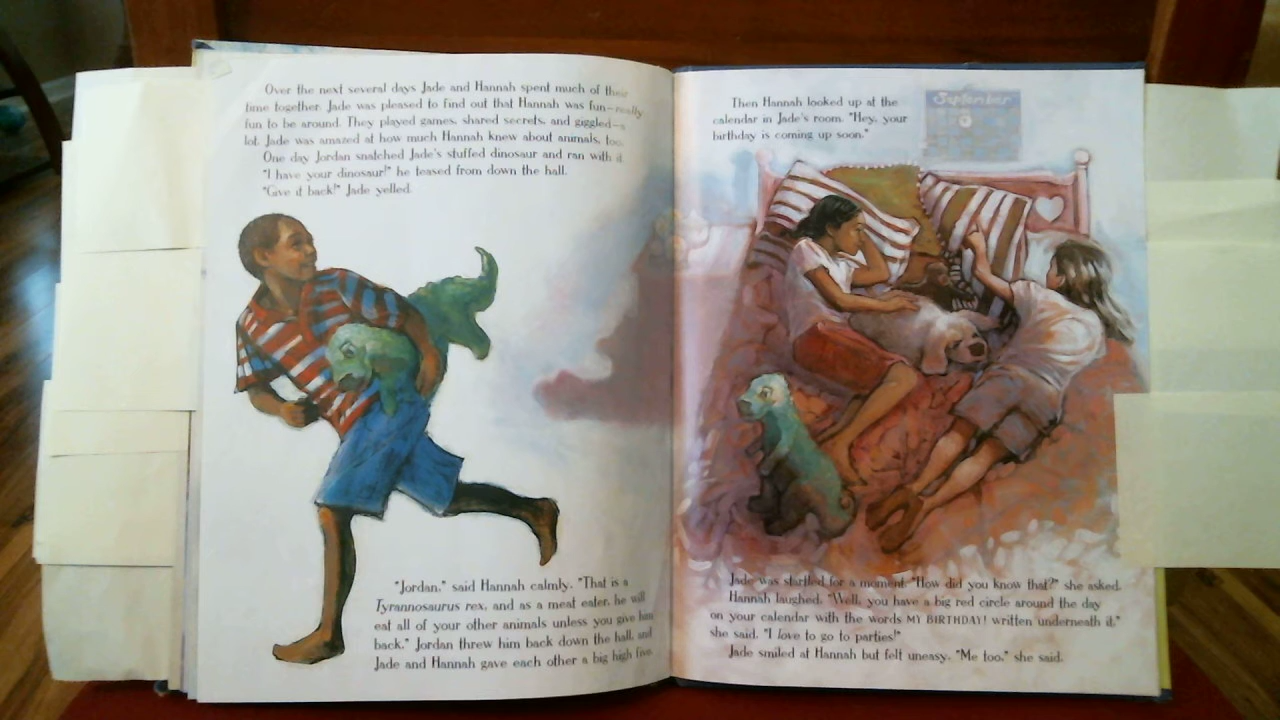 Over the next several days Jade and Hannah spent much of their
time together. Jade was pleased to find out that Hannah was fun—really
fun to be around. They played games, shared secrets, and giggled—a
lot. Jade was amazed at how much Hannah knew about animals, too.
One day Jordan snatched Jade's stuffed dinosaur and ran with it.
"I have your dinosaur!" he teased from down the hall.
"Give it back!" Jade yelled.
"Jordan," said Hannah calmly. "That is a
Tyrannosaurus rex, and as a meat eater, he will
eat all of your other animals unless you give him
back." Jordan threw him back down the hall, and
Jade and Hannah gave each other a big high five.
Then Hannah looked up at the
calendar in Jade's room. "Hey, your
birthday is coming up soon."
September
Jade was startled for a moment. "How did you know that?" she asked.
Hannah laughed. "Well, you have a big red circle around the day
on your calendar with the words MY BIRTHDAY! written underneath it,"
she said. "I love to go to parties!"
Jade smiled at Hannah but felt uneasy. "Me too," she said.